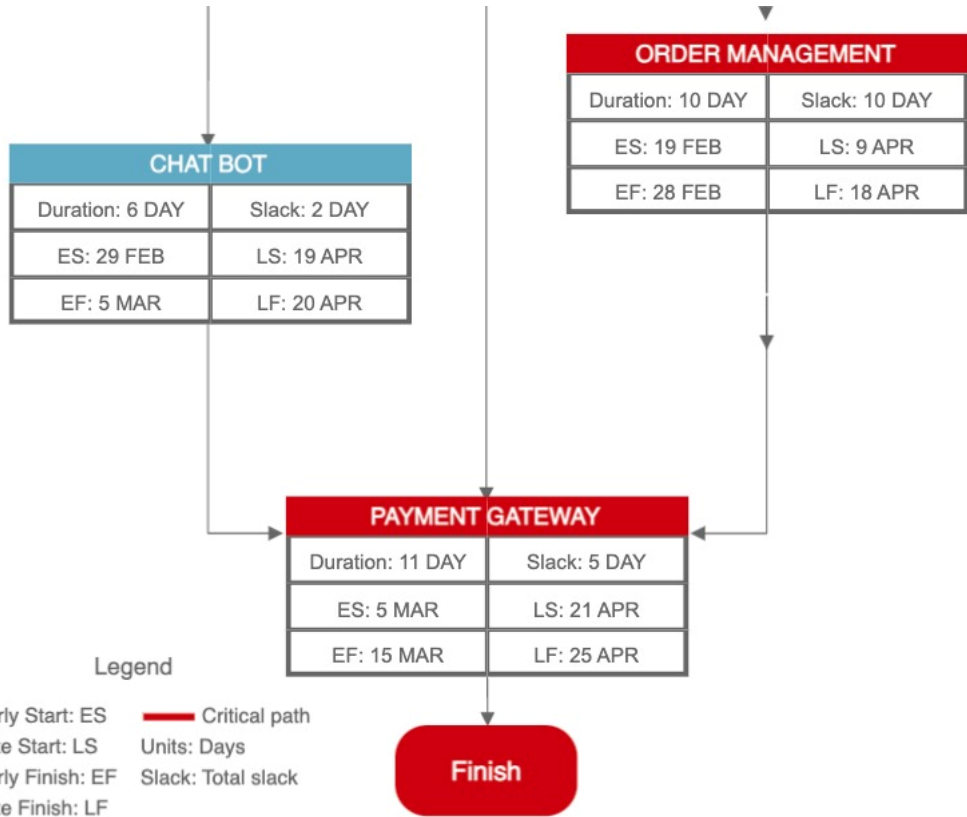 ORDER MANAGEMENT
Duration: 10 DAY Slack: 10 DAY
ES: 19 FEB LS: 9 APR
EF: 28 FEB LF: 18 APR
CHAT BOT
Duration: 6 DAY Slack: 2 DAY
ES: 29 FEB LS: 19 APR
EF: 5 MAR LF: 20 APR
PAYMENT GATEWAY
Duration: 11 DAY Slack: 5 DAY
ES: 5 MAR LS: 21 APR
EF: 15 MAR LF: 25 APR
Legend
rly Start: ES Critical path
te Start: LS Units: Days
rly Finish: EF Slack: Total slack
te Finish: LF
Finish